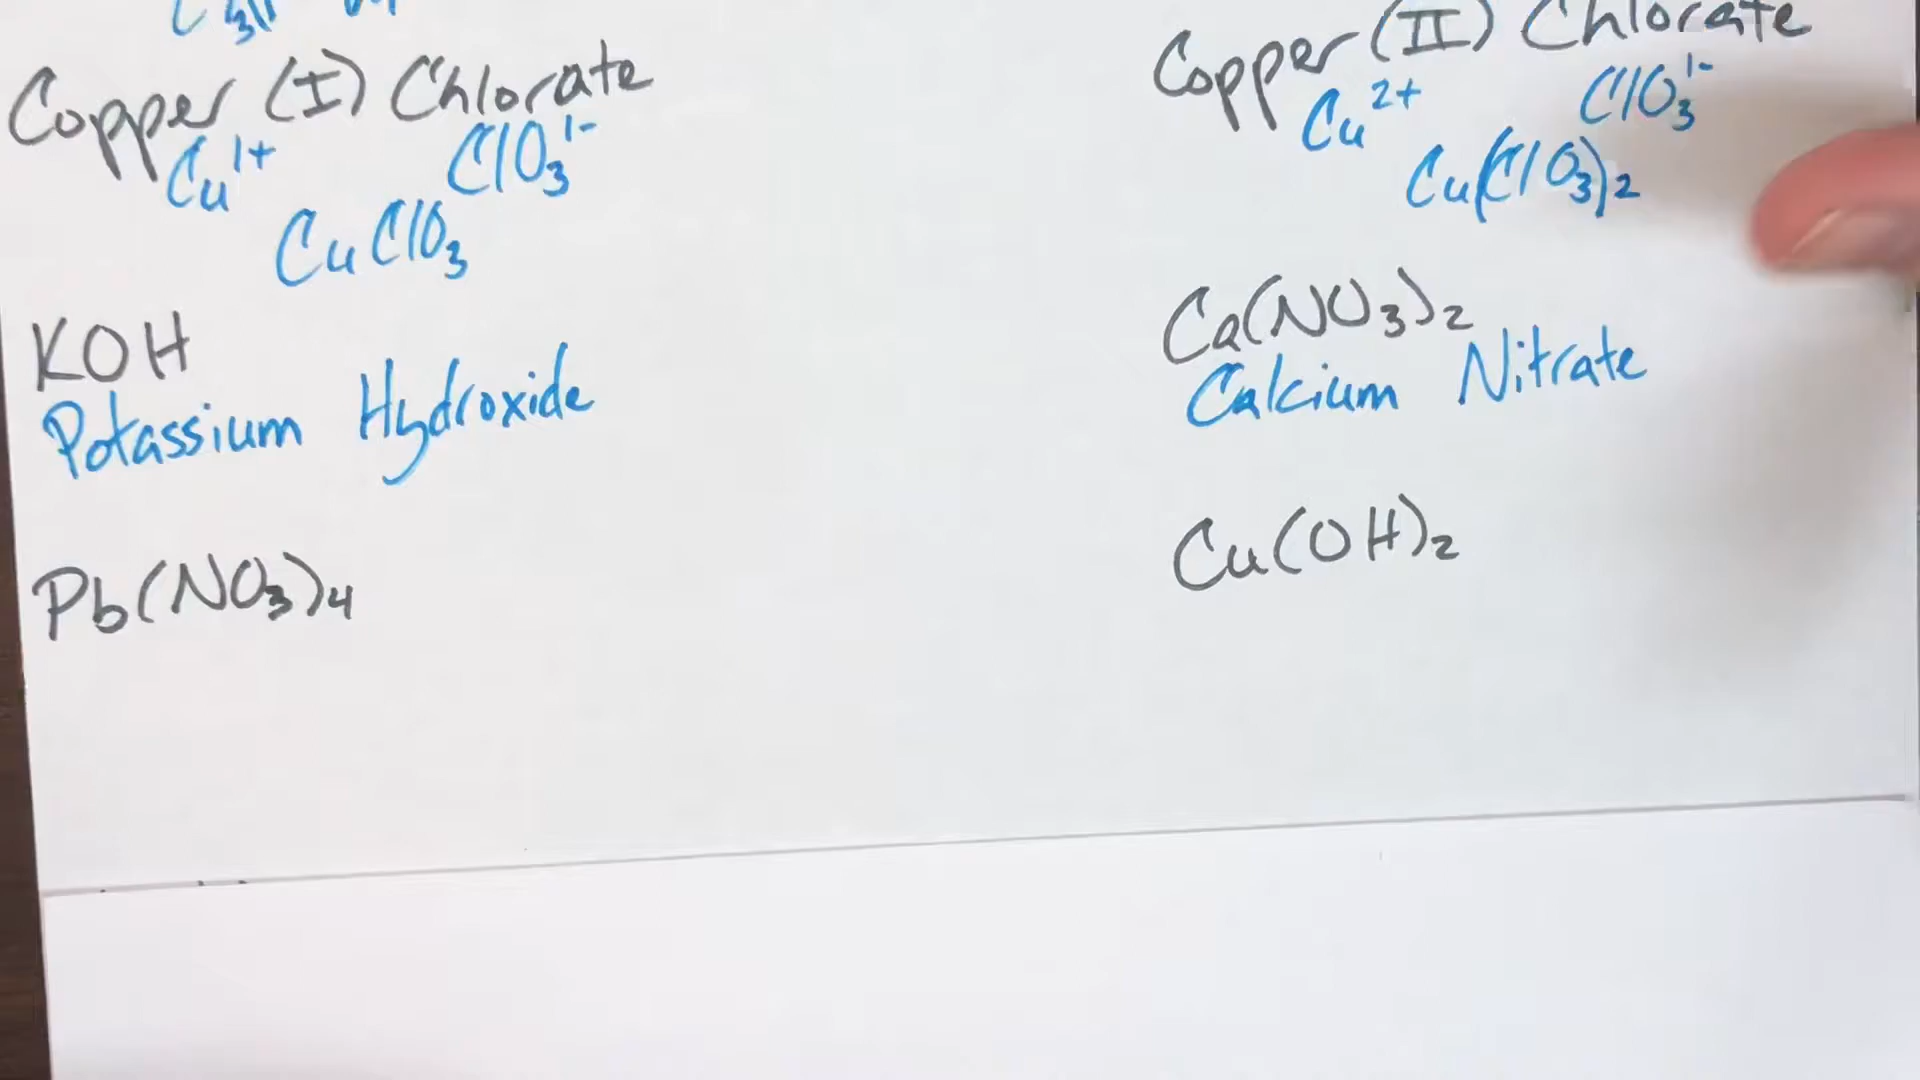 Copper (I) Chlorate
Cu¹⁺ ClO₃¹⁻
CuClO₃
KOH
Potassium Hydroxide
Pb(NO₃)₄
Copper (II) Chlorate
Cu²⁺ ClO₃¹⁻
Cu(ClO₃)₂
Ca(NO₃)₂
Calcium Nitrate
Cu(OH)₂